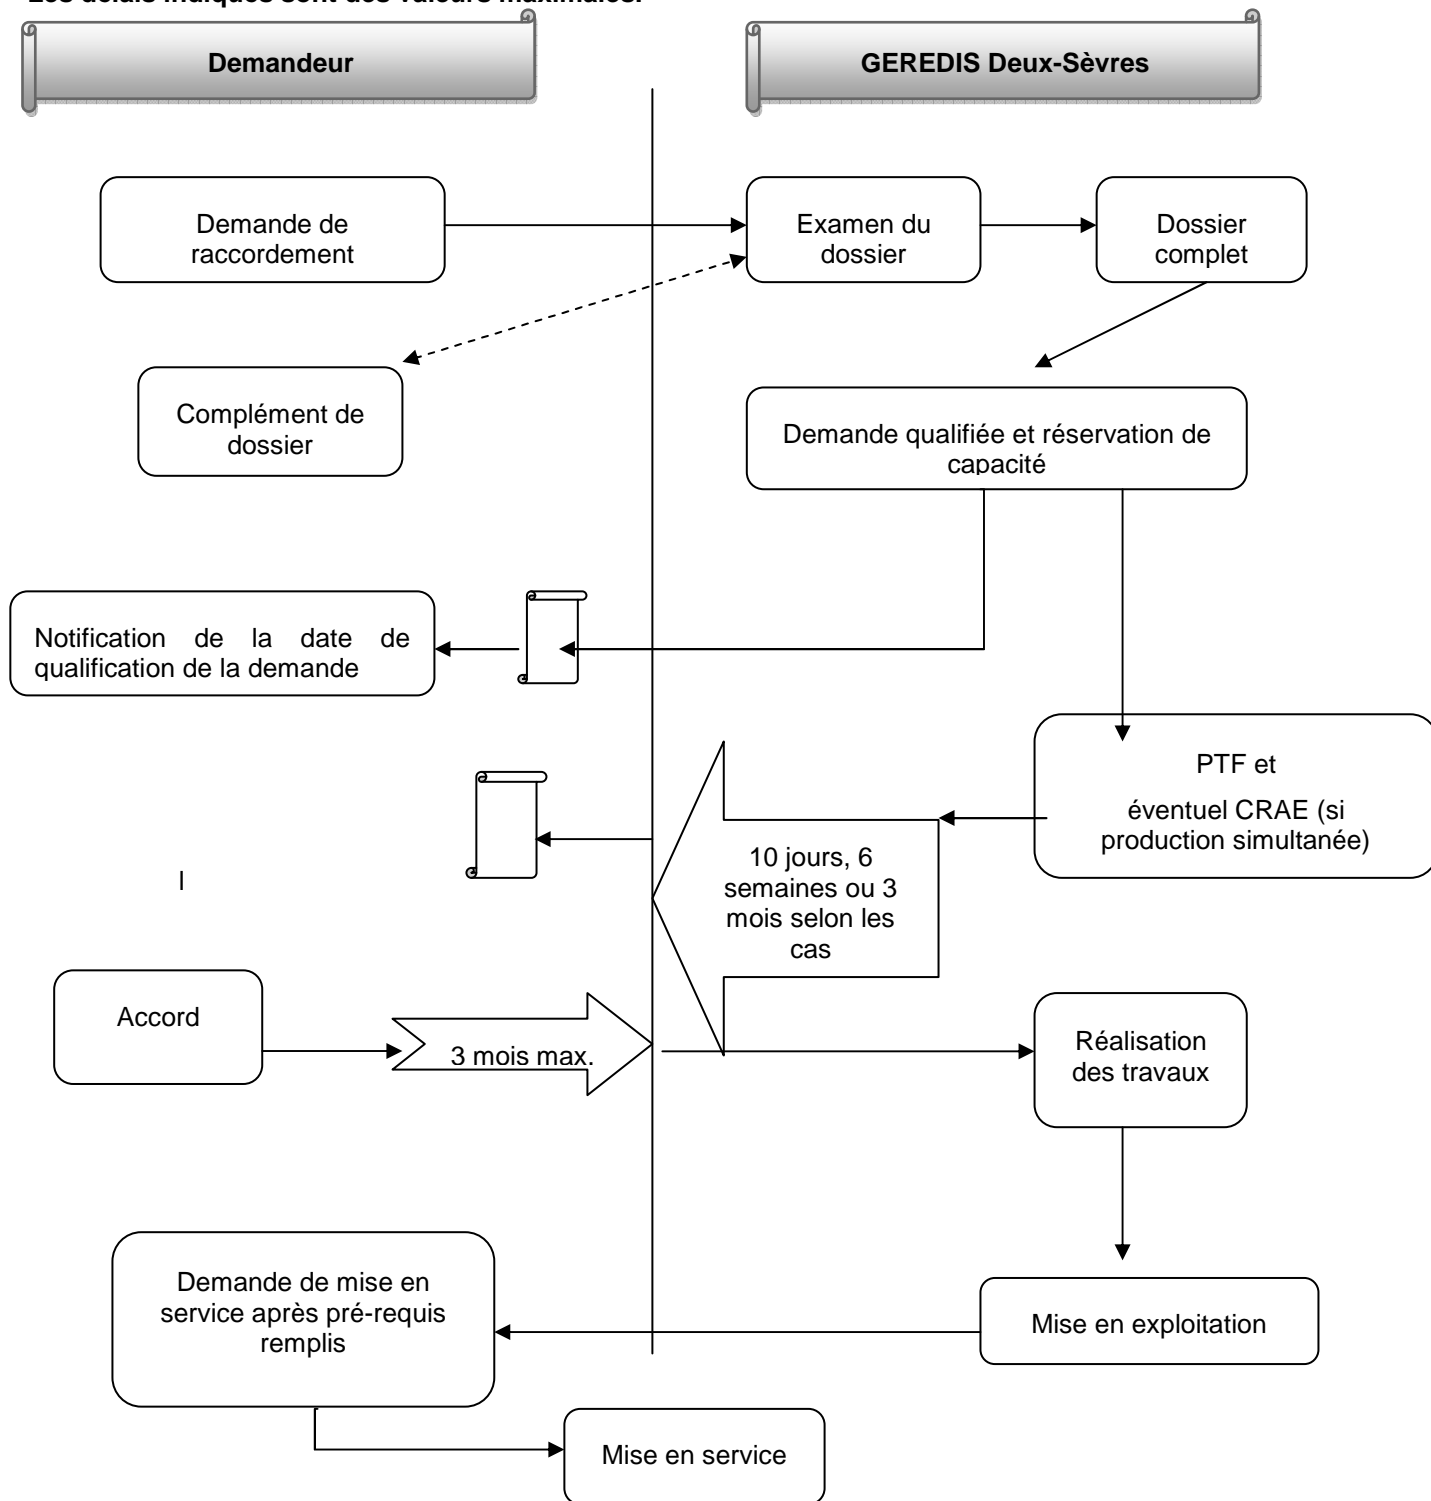 Les délais indiqués sont des valeurs maximales.
Demandeur
GEREDIS Deux-Sèvres
Demande de
raccordement
Examen du
dossier
Dossier
complet
Complément de
dossier
Demande qualifiée et réservation de
capacité
Notification de la date de
qualification de la demande
PTF et
éventuel CRAE (si
production simultanée)
10 jours, 6
semaines ou 3
mois selon les
cas
l
Accord
3 mois max.
Réalisation
des travaux
Demande de mise en
service après pré-requis
remplis
Mise en exploitation
Mise en service